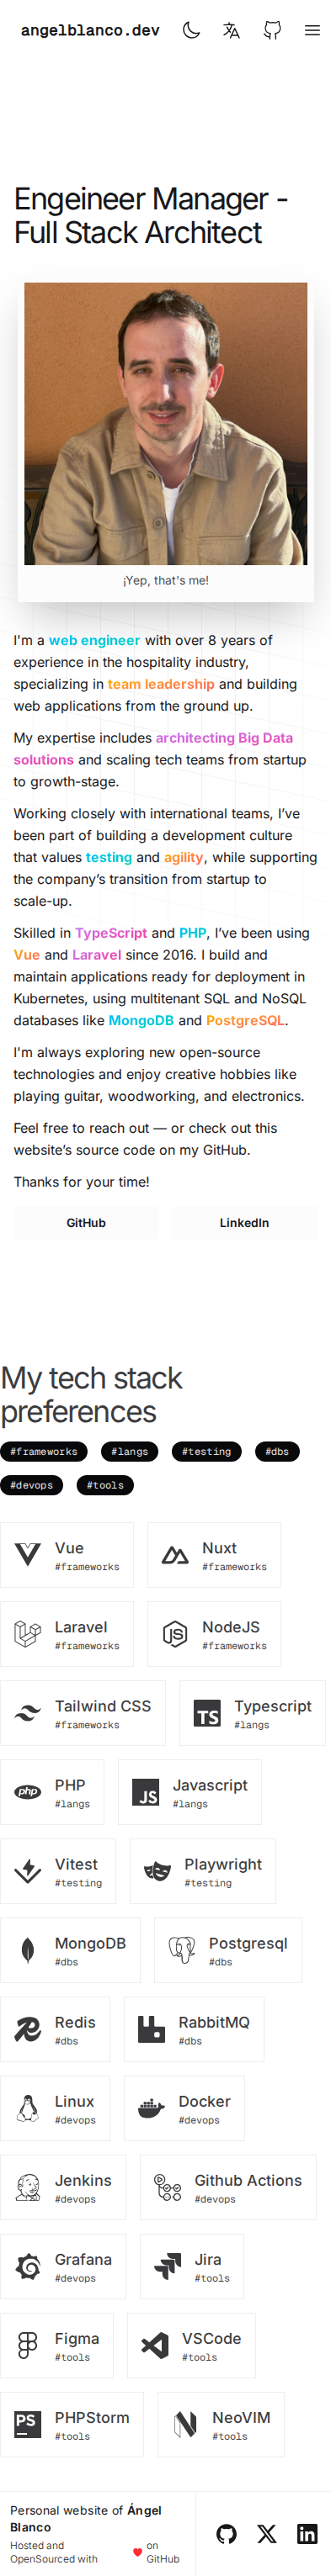 angelblanco.dev
Engeineer Manager -
Full Stack Architect
¡Yep, that's me!
I'm a web engineer with over 8 years of
experience in the hospitality industry,
specializing in team leadership and building
web applications from the ground up.
My expertise includes architecting Big Data
solutions and scaling tech teams from startup
to growth-stage.
Working closely with international teams, I’ve
been part of building a development culture
that values testing and agility, while supporting
the company’s transition from startup to
scale-up.
Skilled in TypeScript and PHP, I’ve been using
Vue and Laravel since 2016. I build and
maintain applications ready for deployment in
Kubernetes, using multitenant SQL and NoSQL
databases like MongoDB and PostgreSQL.
I'm always exploring new open-source
technologies and enjoy creative hobbies like
playing guitar, woodworking, and electronics.
Feel free to reach out — or check out this
website’s source code on my GitHub.
Thanks for your time!
GitHub LinkedIn
My tech stack
preferences
#frameworks #langs #testing #dbs
#devops #tools
Vue Nuxt
#frameworks #frameworks
Laravel NodeJS
#frameworks #frameworks
Tailwind CSS TS Typescript
#frameworks #langs
php PHP JS Javascript
#langs #langs
Vitest Playwright
#testing #testing
MongoDB Postgresql
#dbs #dbs
Redis RabbitMQ
#dbs #dbs
Linux Docker
#devops #devops
Jenkins Github Actions
#devops #devops
Grafana Jira
#devops #tools
Figma VSCode
#tools #tools
PS PHPStorm NeoVIM
#tools #tools
Personal website of Ángel
Blanco
Hosted and on
OpenSourced with GitHub